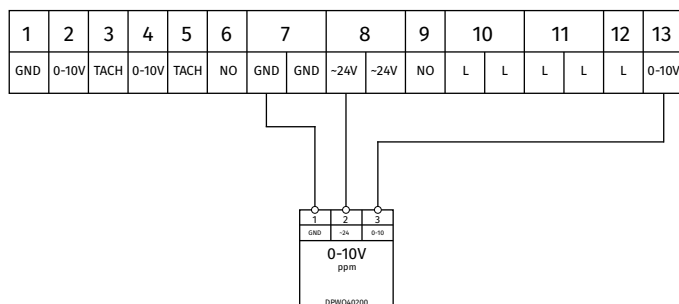 1 2 3 4 5 6 7 8 9 10 11 12 13
GND 0-10V TACH 0-10V TACH NO GND GND ~24V ~24V NO L L L L L 0-10V
1 2 3
GND ~24 0-10
0-10V
ppm
DPWQ40200